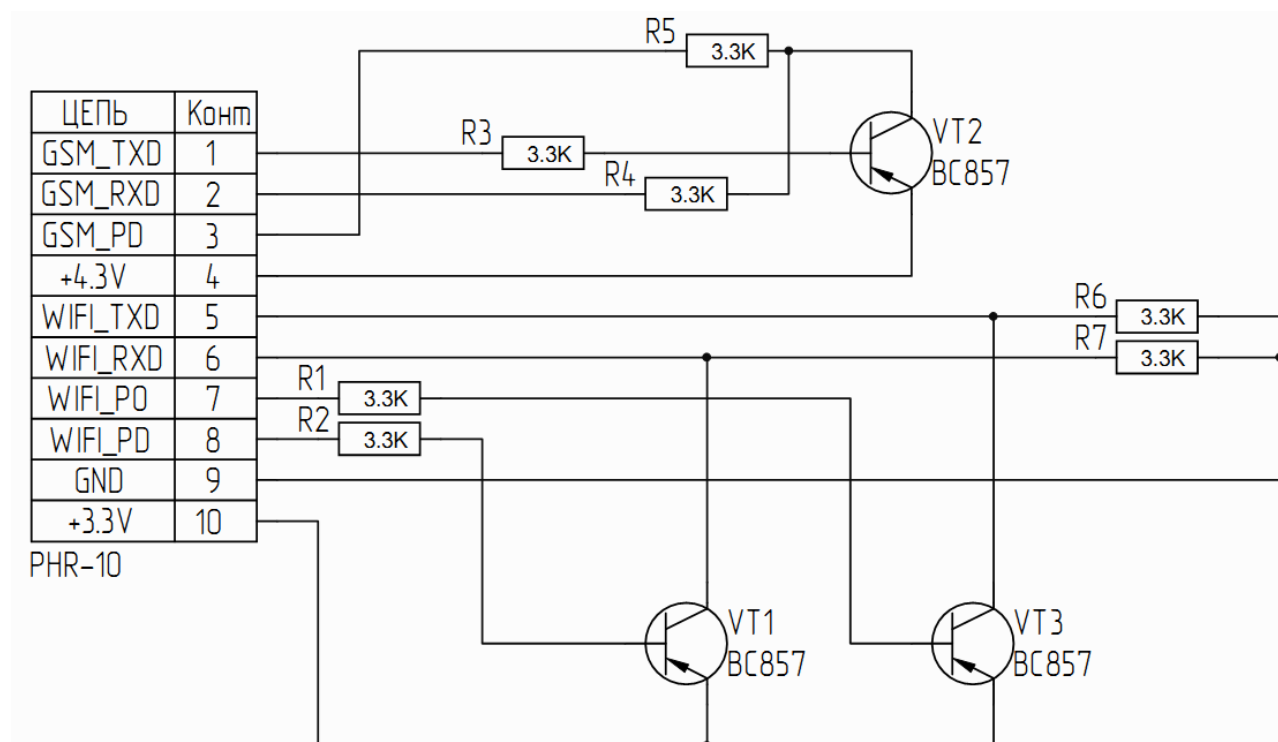 R5 3.3K
ЦЕПЬ Конт
GSM_TXD 1 R3 3.3K VT2
GSM_RXD 2 R4 3.3K BC857
GSM_PD 3
+4.3V 4
WIFI_TXD 5 R6 3.3K
WIFI_RXD 6 R7 3.3K
WIFI_PO 7 R1 3.3K
WIFI_PD 8 R2 3.3K
GND 9
+3.3V 10
PHR-10
VT1 VT3
BC857 BC857